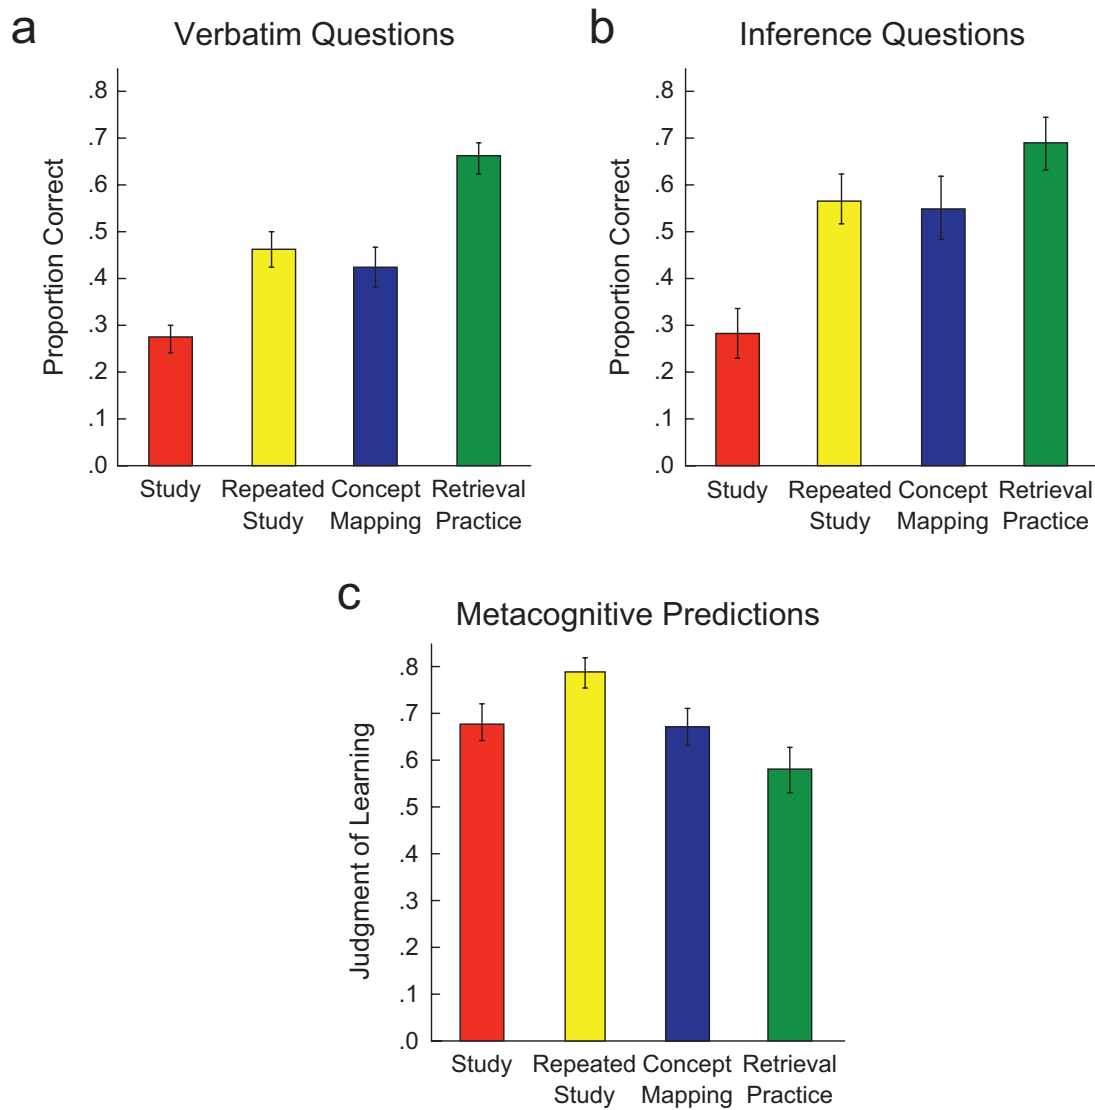 a
Verbatim Questions
Proportion Correct
.8
.7
.6
.5
.4
.3
.2
.1
.0
Study
Repeated
Study
Concept
Mapping
Retrieval
Practice
b
Inference Questions
Proportion Correct
.8
.7
.6
.5
.4
.3
.2
.1
.0
Study
Repeated
Study
Concept
Mapping
Retrieval
Practice
c
Metacognitive Predictions
Judgment of Learning
.8
.7
.6
.5
.4
.3
.2
.1
.0
Study
Repeated
Study
Concept
Mapping
Retrieval
Practice